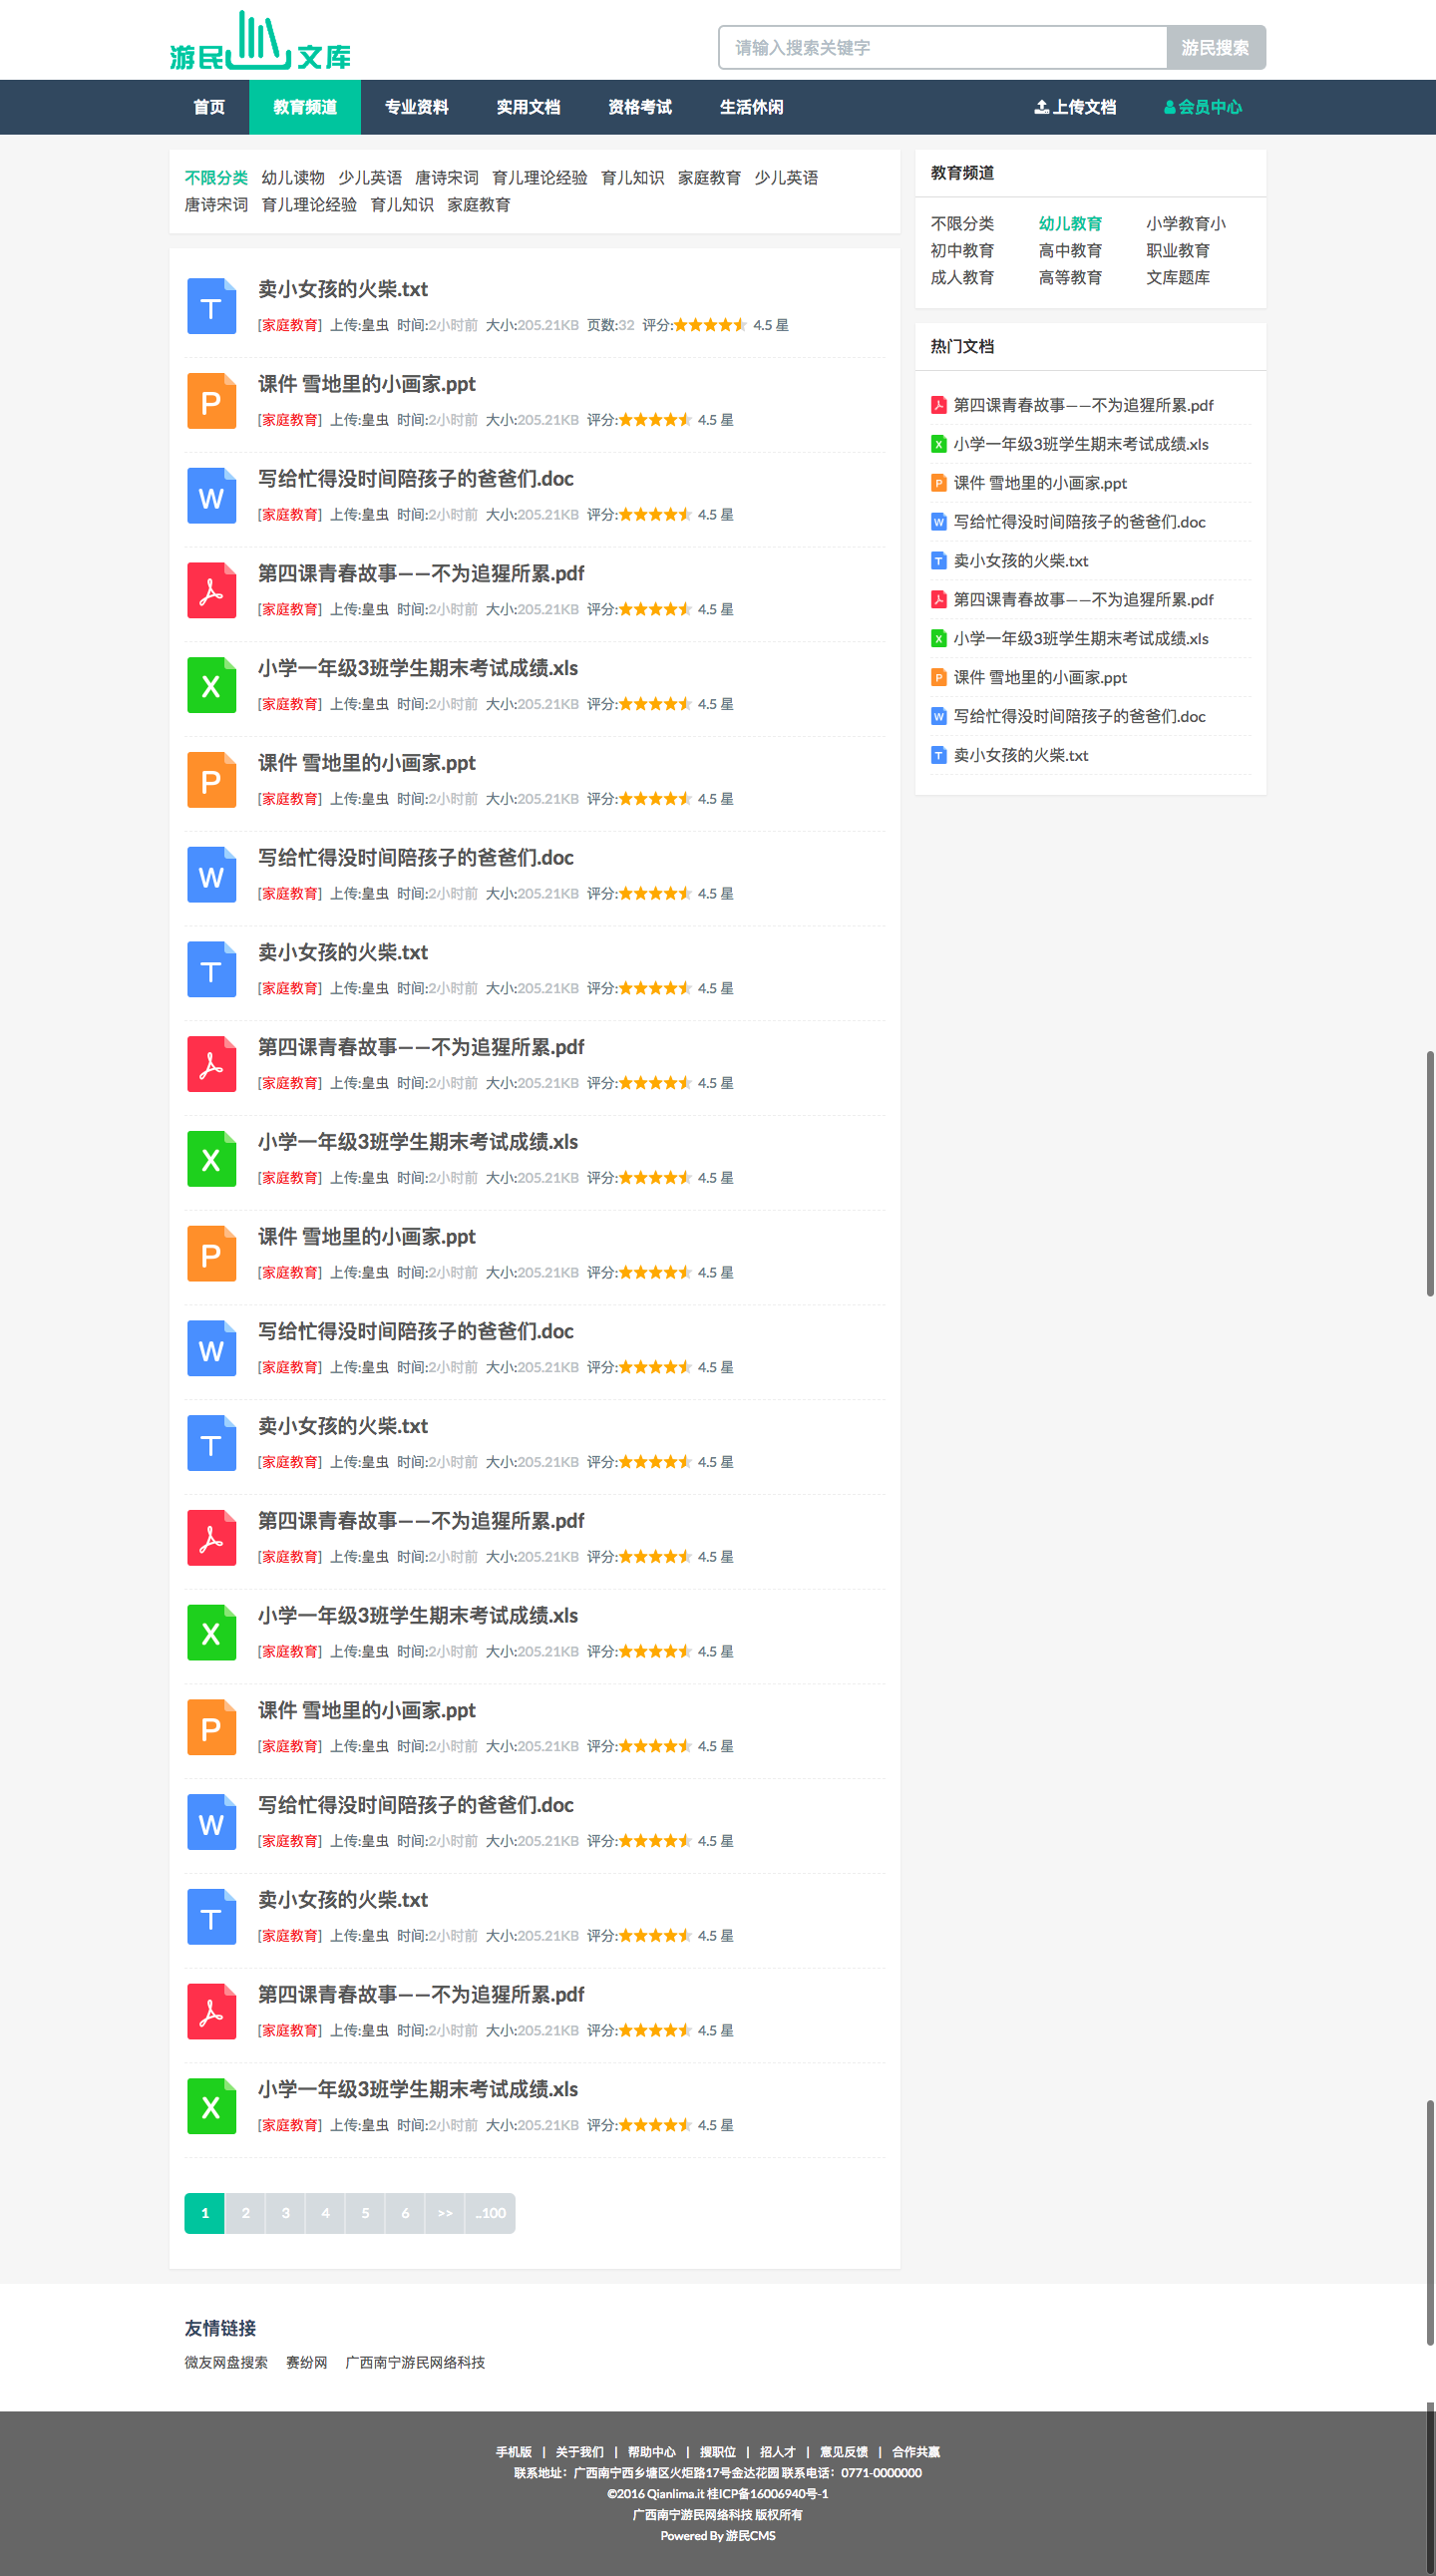 游民文库
请输入搜索关键字 游民搜索
首页 教育频道 专业资料 实用文档 资格考试 生活休闲 上传文档 会员中心
不限分类 幼儿读物 少儿英语 唐诗宋词 育儿理论经验 育儿知识 家庭教育 少儿英语
唐诗宋词 育儿理论经验 育儿知识 家庭教育
T 卖小女孩的火柴.txt
[家庭教育] 上传:皇虫 时间:2小时前 大小:205.21KB 页数:32 评分: 4.5 星
P 课件 雪地里的小画家.ppt
[家庭教育] 上传:皇虫 时间:2小时前 大小:205.21KB 评分: 4.5 星
W 写给忙得没时间陪孩子的爸爸们.doc
[家庭教育] 上传:皇虫 时间:2小时前 大小:205.21KB 评分: 4.5 星
第四课青春故事——不为追猩所累.pdf
[家庭教育] 上传:皇虫 时间:2小时前 大小:205.21KB 评分: 4.5 星
X 小学一年级3班学生期末考试成绩.xls
[家庭教育] 上传:皇虫 时间:2小时前 大小:205.21KB 评分: 4.5 星
P 课件 雪地里的小画家.ppt
[家庭教育] 上传:皇虫 时间:2小时前 大小:205.21KB 评分: 4.5 星
W 写给忙得没时间陪孩子的爸爸们.doc
[家庭教育] 上传:皇虫 时间:2小时前 大小:205.21KB 评分: 4.5 星
T 卖小女孩的火柴.txt
[家庭教育] 上传:皇虫 时间:2小时前 大小:205.21KB 评分: 4.5 星
第四课青春故事——不为追猩所累.pdf
[家庭教育] 上传:皇虫 时间:2小时前 大小:205.21KB 评分: 4.5 星
X 小学一年级3班学生期末考试成绩.xls
[家庭教育] 上传:皇虫 时间:2小时前 大小:205.21KB 评分: 4.5 星
P 课件 雪地里的小画家.ppt
[家庭教育] 上传:皇虫 时间:2小时前 大小:205.21KB 评分: 4.5 星
W 写给忙得没时间陪孩子的爸爸们.doc
[家庭教育] 上传:皇虫 时间:2小时前 大小:205.21KB 评分: 4.5 星
T 卖小女孩的火柴.txt
[家庭教育] 上传:皇虫 时间:2小时前 大小:205.21KB 评分: 4.5 星
第四课青春故事——不为追猩所累.pdf
[家庭教育] 上传:皇虫 时间:2小时前 大小:205.21KB 评分: 4.5 星
X 小学一年级3班学生期末考试成绩.xls
[家庭教育] 上传:皇虫 时间:2小时前 大小:205.21KB 评分: 4.5 星
P 课件 雪地里的小画家.ppt
[家庭教育] 上传:皇虫 时间:2小时前 大小:205.21KB 评分: 4.5 星
W 写给忙得没时间陪孩子的爸爸们.doc
[家庭教育] 上传:皇虫 时间:2小时前 大小:205.21KB 评分: 4.5 星
T 卖小女孩的火柴.txt
[家庭教育] 上传:皇虫 时间:2小时前 大小:205.21KB 评分: 4.5 星
第四课青春故事——不为追猩所累.pdf
[家庭教育] 上传:皇虫 时间:2小时前 大小:205.21KB 评分: 4.5 星
X 小学一年级3班学生期末考试成绩.xls
[家庭教育] 上传:皇虫 时间:2小时前 大小:205.21KB 评分: 4.5 星
1 2 3 4 5 6 >> ..100
教育频道
不限分类 幼儿教育 小学教育小
初中教育 高中教育 职业教育
成人教育 高等教育 文库题库
热门文档
第四课青春故事——不为追猩所累.pdf
X 小学一年级3班学生期末考试成绩.xls
P 课件 雪地里的小画家.ppt
W 写给忙得没时间陪孩子的爸爸们.doc
T 卖小女孩的火柴.txt
第四课青春故事——不为追猩所累.pdf
X 小学一年级3班学生期末考试成绩.xls
P 课件 雪地里的小画家.ppt
W 写给忙得没时间陪孩子的爸爸们.doc
T 卖小女孩的火柴.txt
友情链接
微友网盘搜索 赛纷网 广西南宁游民网络科技
手机版 | 关于我们 | 帮助中心 | 搜职位 | 招人才 | 意见反馈 | 合作共赢
联系地址：广西南宁西乡塘区火炬路17号金达花园 联系电话：0771-0000000
©2016 Qianlima.it 桂ICP备16006940号-1
广西南宁游民网络科技 版权所有
Powered By 游民CMS